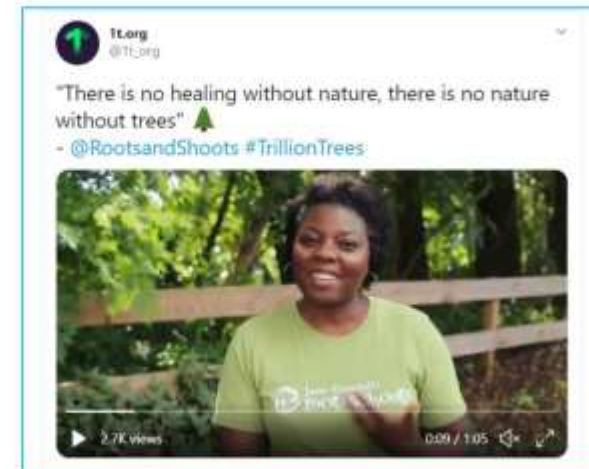 1t.org
@1t_org
"There is no healing without nature, there is no nature
without trees" 🌲
- @RootsandShoots #TrillionTrees
2.7K views
0:09 / 1:05